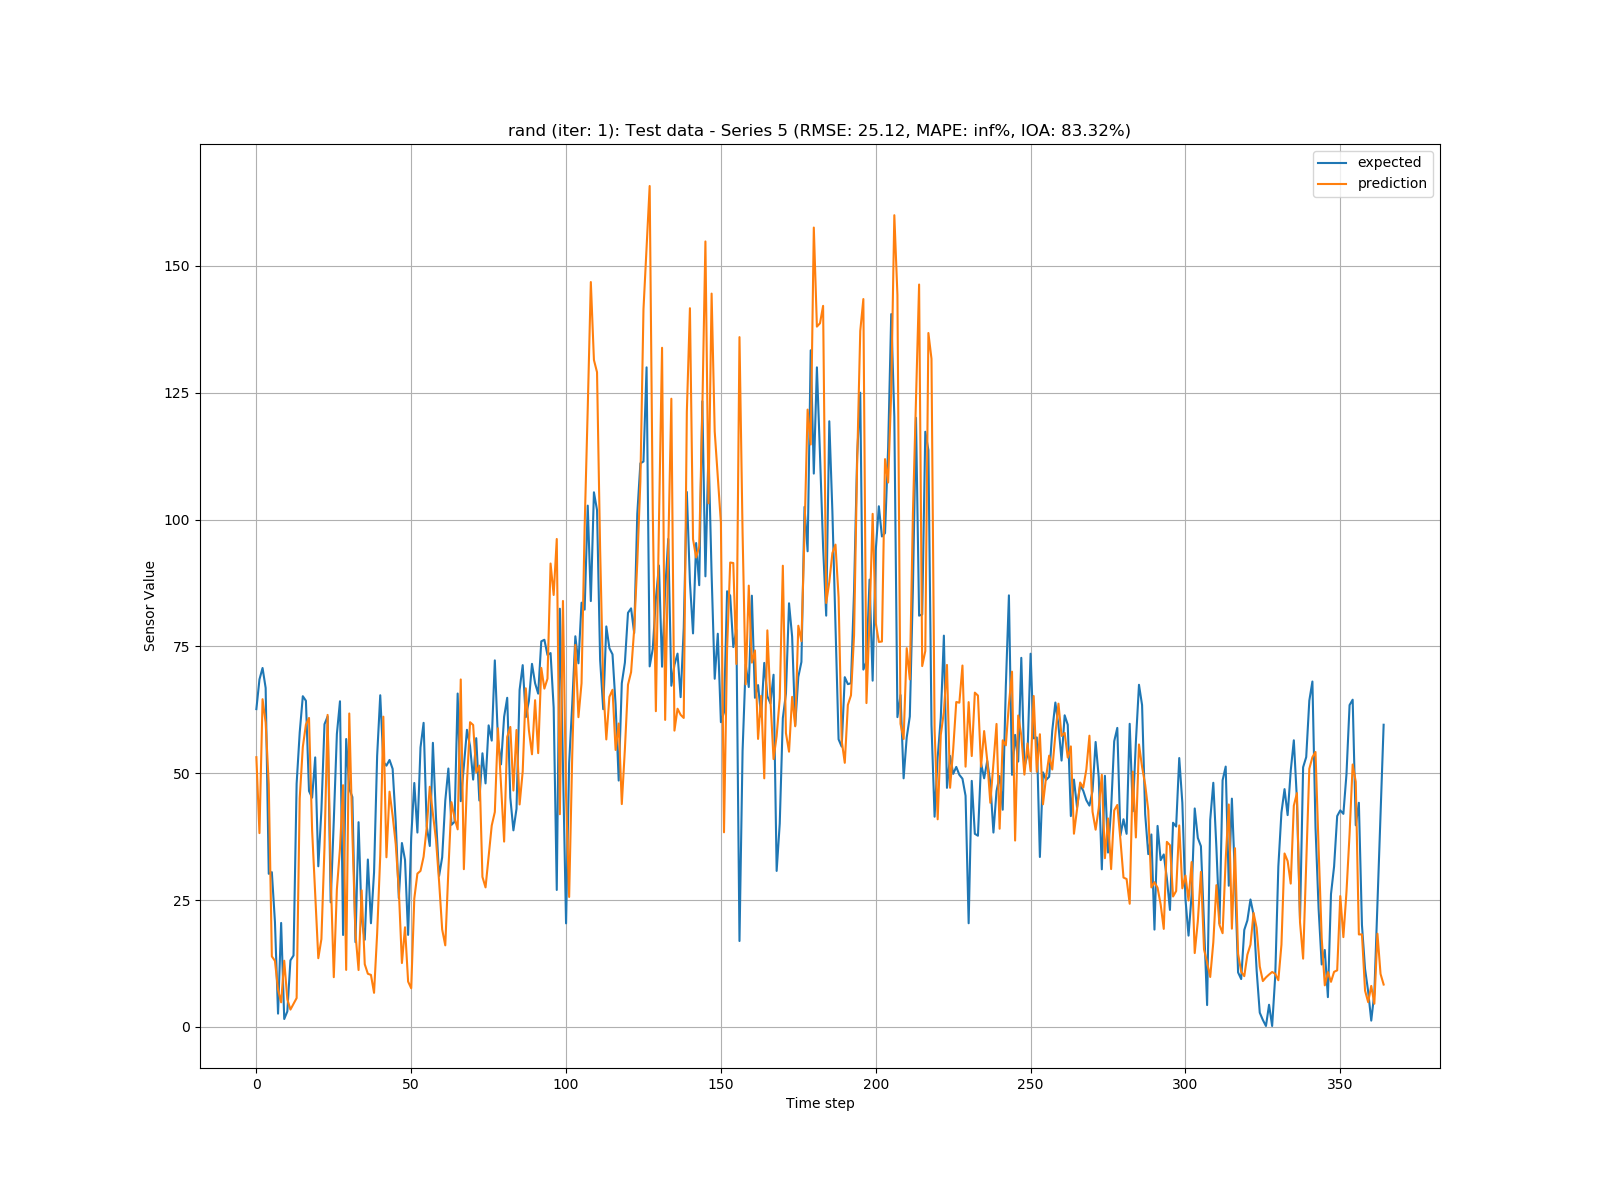 rand (iter: 1): Test data - Series 5 (RMSE: 25.12, MAPE: inf%, IOA: 83.32%)
expected
prediction
150
125
100
75
50
25
0
Sensor Value
0 50 100 150 200 250 300 350
Time step